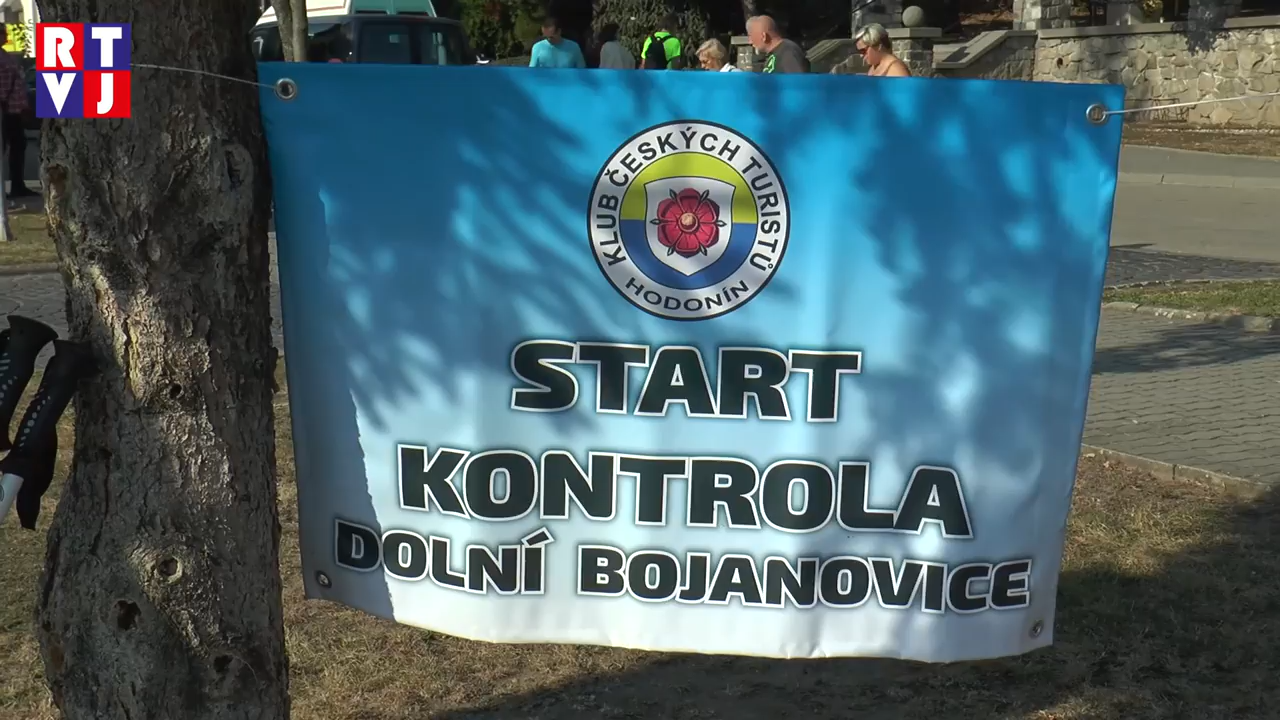 RT
VJ
KLUB ČESKÝCH TURISTŮ
HODONÍN
START
KONTROLA
DOLNÍ BOJANOVICE